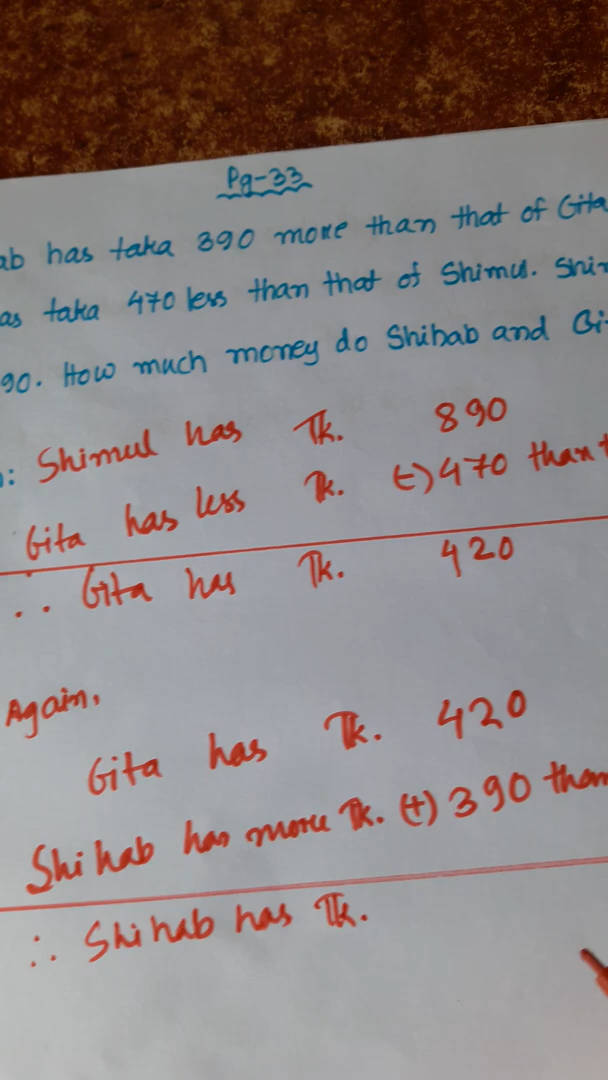 Pg-33
ab has taka 390 more than that of Gita
as taka 470 less than that of Shimul. Shim
90. How much money do Shihab and Gi
: Shimul has Tk. 890
Gita has less Tk. (-) 470 than
∴ Gita has Tk. 420
Again,
Gita has Tk. 420
Shihab has more Tk. (+) 390 than
∴ Shihab has Tk.